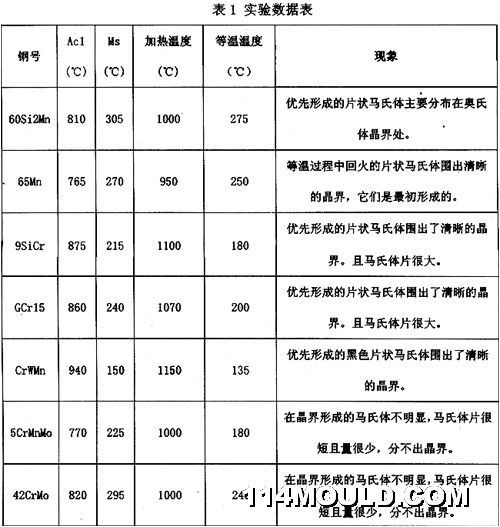 表1 实验数据表
钢号 Ac1 (℃) Ms (℃) 加热温度 (℃) 等温温度 (℃) 现象
60Si2Mn 810 305 1000 275 优先形成的片状马氏体主要分布在奥氏
体晶界处。
65Mn 765 270 950 250 等温过程中回火的片状马氏体围出清晰
的晶界，它们是最初形成的。
9SiCr 875 215 1100 180 优先形成的片状马氏体围出了清晰的晶
界。且马氏体片很大。
GCr15 860 240 1070 200 优先形成的片状马氏体围出了清晰的晶
界。且马氏体片很大。
CrWMn 940 150 1150 135 优先形成的黑色片状马氏体围出了清晰
的晶界。
5CrMnMo 770 225 1000 180 在晶界形成的马氏体不明显，马氏体片很
短且量很少，分不出晶界。
42CrMo 820 295 1000 在晶界形成的马氏体不明显，马氏体片很
短且量很少，分不出晶界。
114MOULD.COM